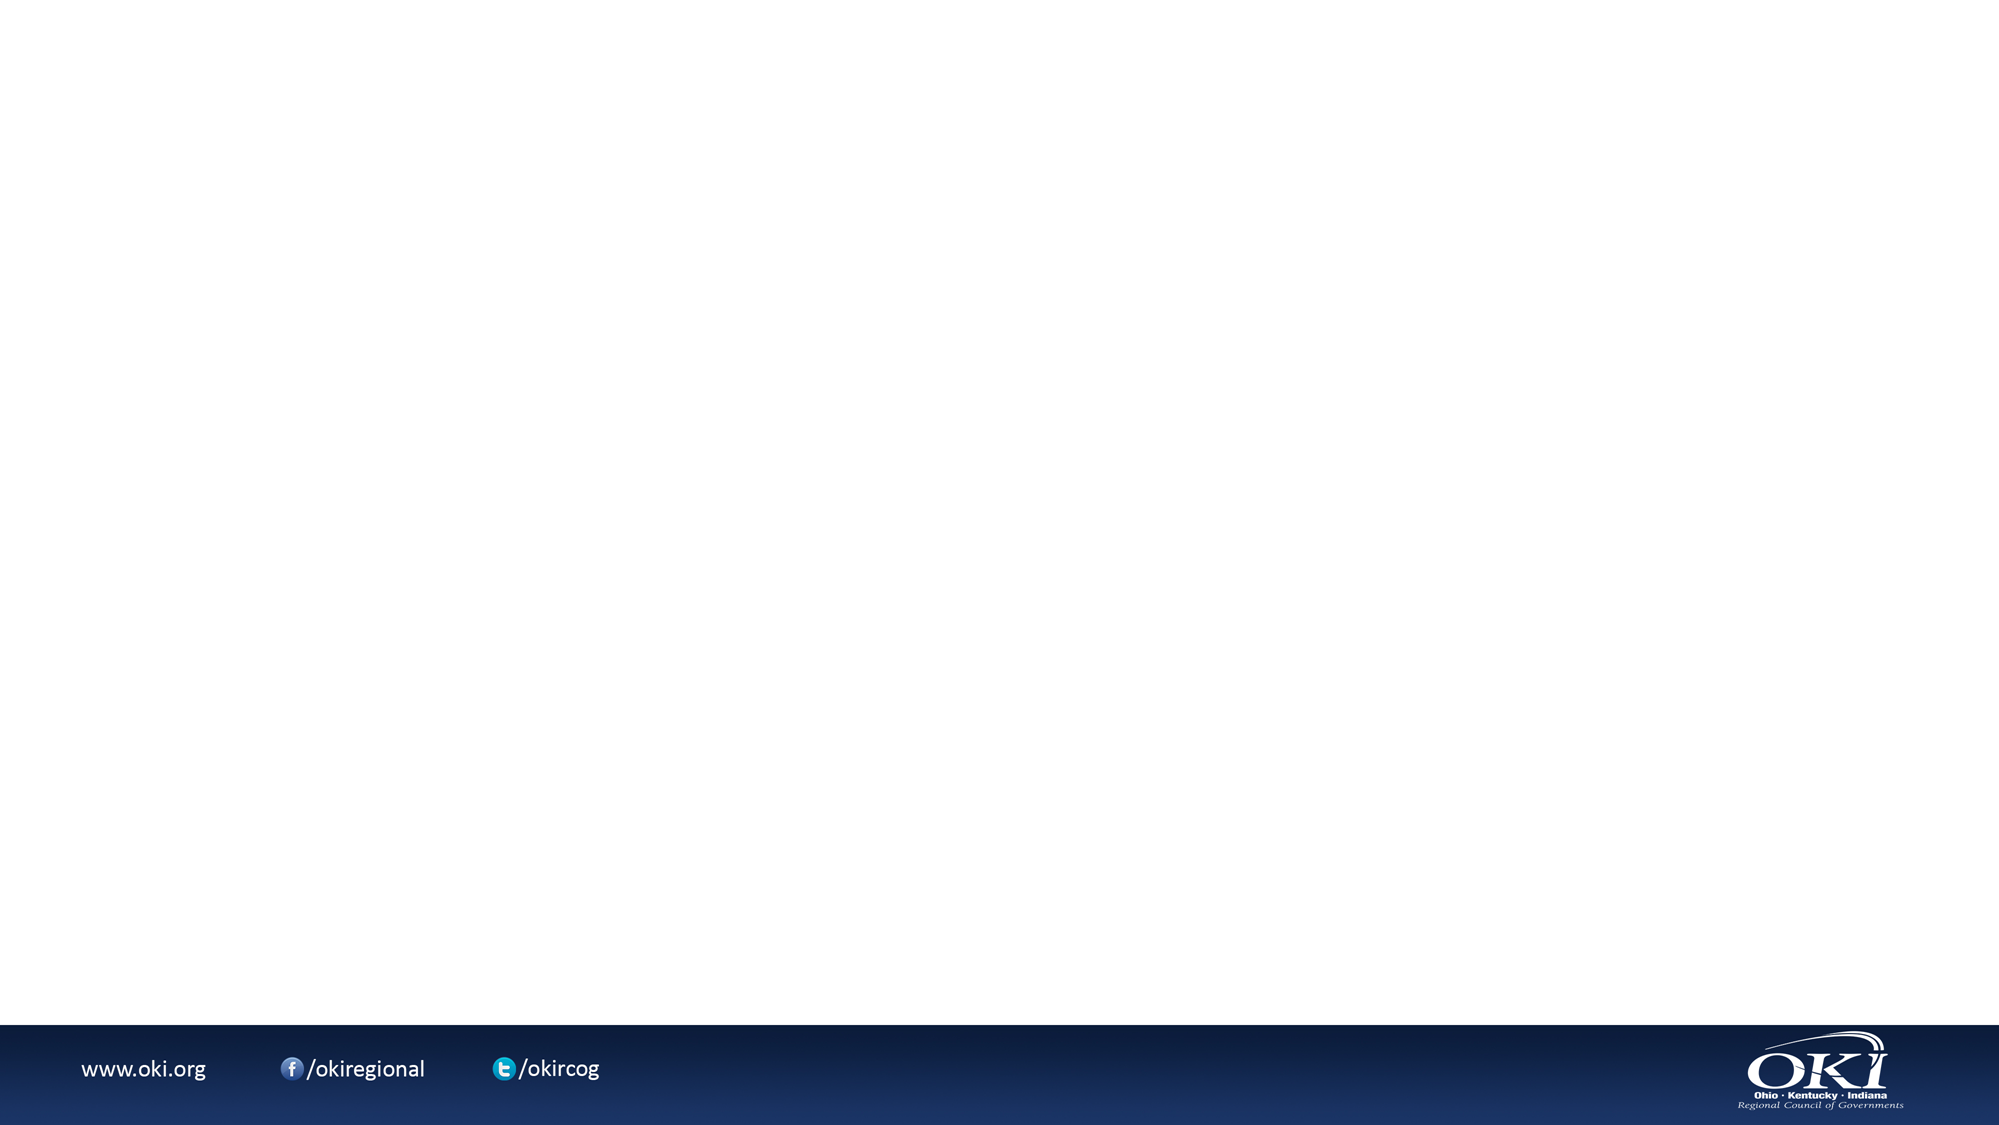 www.oki.org
/okiregional
/okircog
OKI
Ohio · Kentucky · Indiana
Regional Council of Governments